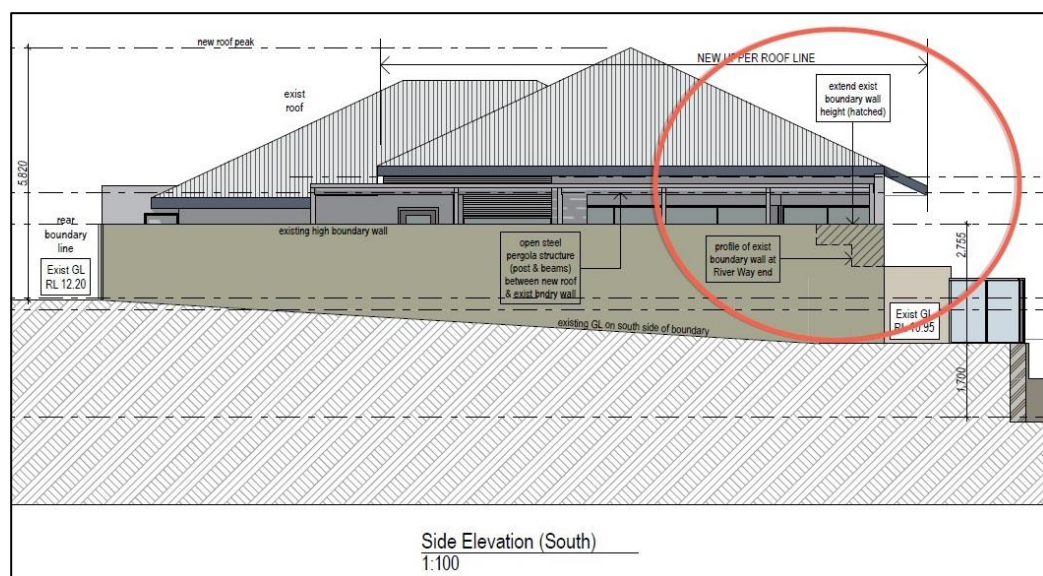 new roof peak
NEW UPPER ROOF LINE
exist
roof
extend exist
boundary wall
height (hatched)
5.820
rear
boundary
line
Exist GL
RL 12.20
existing high boundary wall
open steel
pergola structure
(post & beams)
between new roof
& exist bndry wall
profile of exist
boundary wall at
River Way end
2.755
existing GL on south side of boundary
Exist GL
RL 10.95
1.700
Side Elevation (South)
1:100